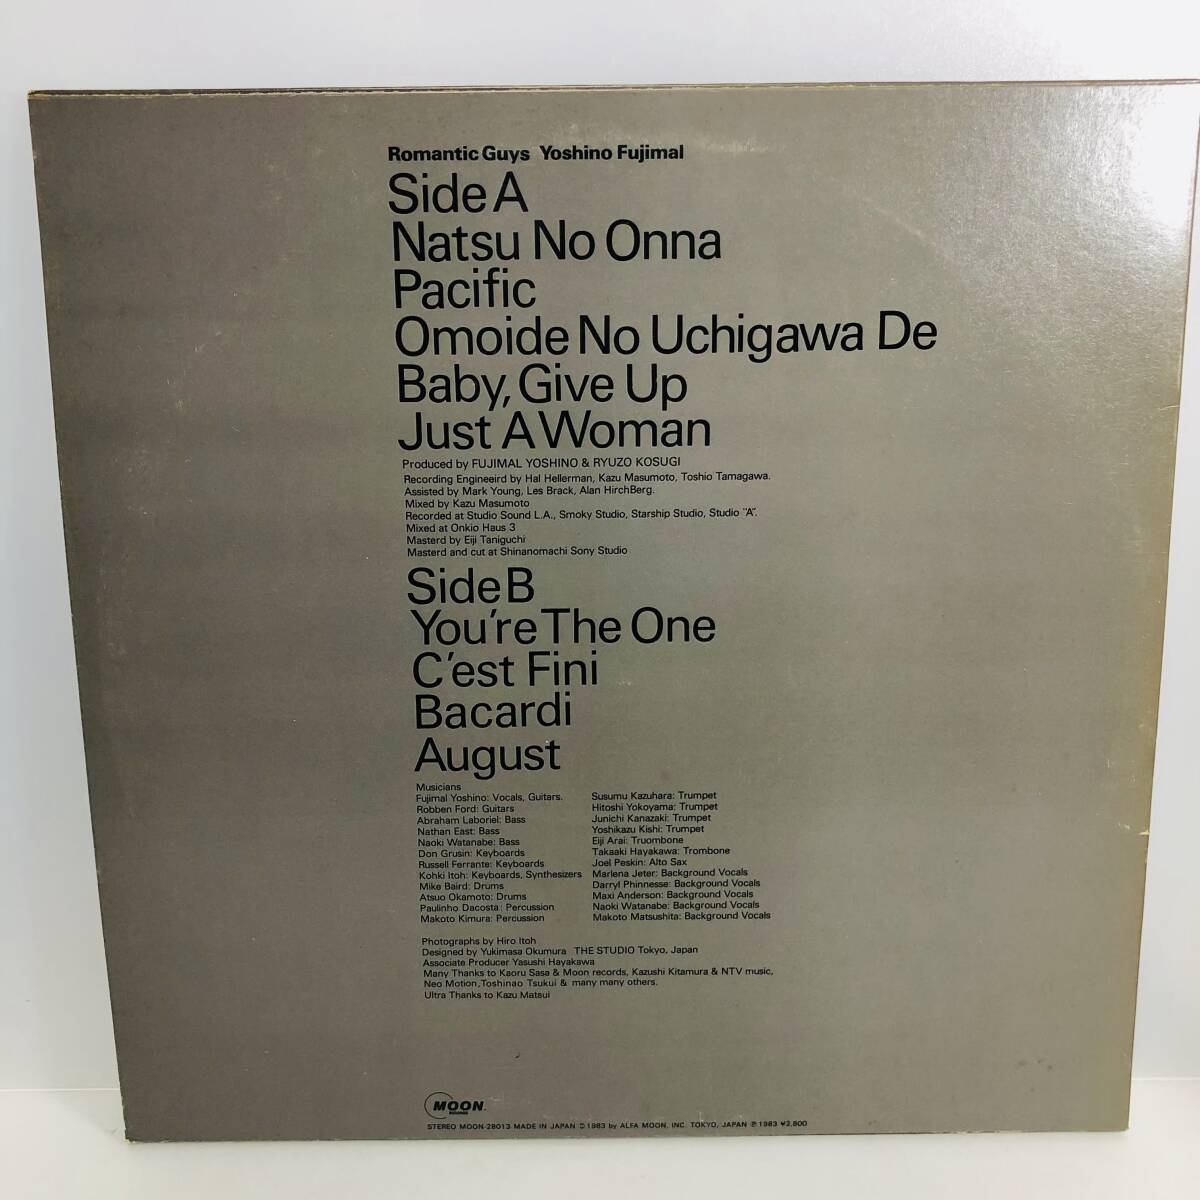 Romantic Guys Yoshino Fujimal
Side A
Natsu No Onna
Pacific
Omoide No Uchigawa De
Baby, Give Up
Just A Woman
Produced by FUJIMAL YOSHINO & RYUZO KOSUGI
Recording Engineeird by Hal Hellerman, Kazu Masumoto, Toshio Tamagawa.
Assisted by Mark Young, Les Brack, Alan HirchBerg.
Mixed by Kazu Masumoto
Recorded at Studio Sound L.A., Smoky Studio, Starship Studio, Studio "A".
Mixed at Onkio Haus 3
Masterd by Eiji Taniguchi
Masterd and cut at Shinanomachi Sony Studio
Side B
You're The One
C'est Fini
Bacardi
August
Musicians
Fujimal Yoshino: Vocals, Guitars.
Robben Ford: Guitars
Abraham Laboriel: Bass
Nathan East: Bass
Naoki Watanabe: Bass
Don Grusin: Keyboards
Russell Ferrante: Keyboards
Kohki Itoh: Keyboards, Synthesizers
Mike Baird: Drums
Atsuo Okamoto: Drums
Paulinho Dacosta: Percussion
Makoto Kimura: Percussion
Susumu Kazuhara: Trumpet
Hitoshi Yokoyama: Trumpet
Junichi Kanazaki: Trumpet
Yoshikazu Kishi: Trumpet
Eiji Arai: Truombone
Takaaki Hayakawa: Trombone
Joel Peskin: Alto Sax
Marlena Jeter: Background Vocals
Darryl Phinnesse: Background Vocals
Maxi Anderson: Background Vocals
Naoki Watanabe: Background Vocals
Makoto Matsushita: Background Vocals
Photographs by Hiro Itoh
Designed by Yukimasa Okumura THE STUDIO Tokyo, Japan
Associate Producer Yasushi Hayakawa
Many Thanks to Kaoru Sasa & Moon records, Kazushi Kitamura & NTV music,
Neo Motion, Toshinao Tsukui & many many others.
Ultra Thanks to Kazu Matsui
MOON
RECORDS
STEREO MOON-28013 MADE IN JAPAN Ⓓ1983 by ALFA MOON, INC. TOKYO, JAPAN ℗1983 ¥2,800